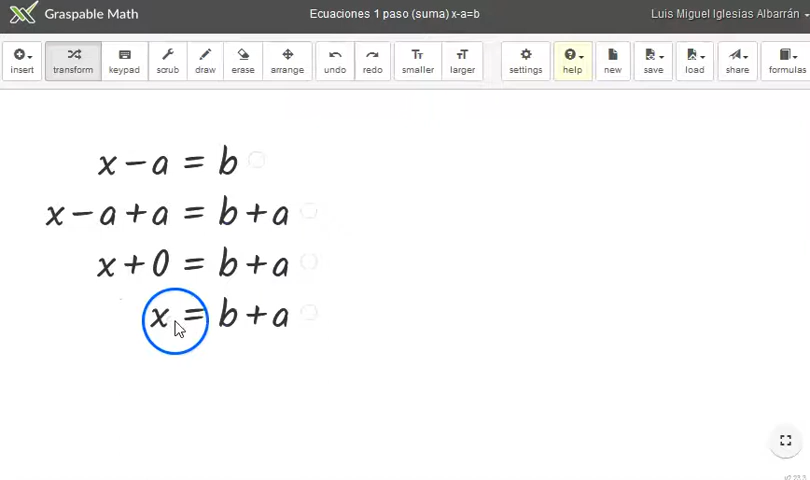 Graspable Math
Ecuaciones 1 paso (suma) x-a=b
Luis Miguel Iglesias Albarrán
insert
transform
keypad
scrub
draw
erase
arrange
undo
redo
smaller
larger
settings
help
new
save
load
share
formulas
x − a = b
x − a + a = b + a
x + 0 = b + a
x = b + a